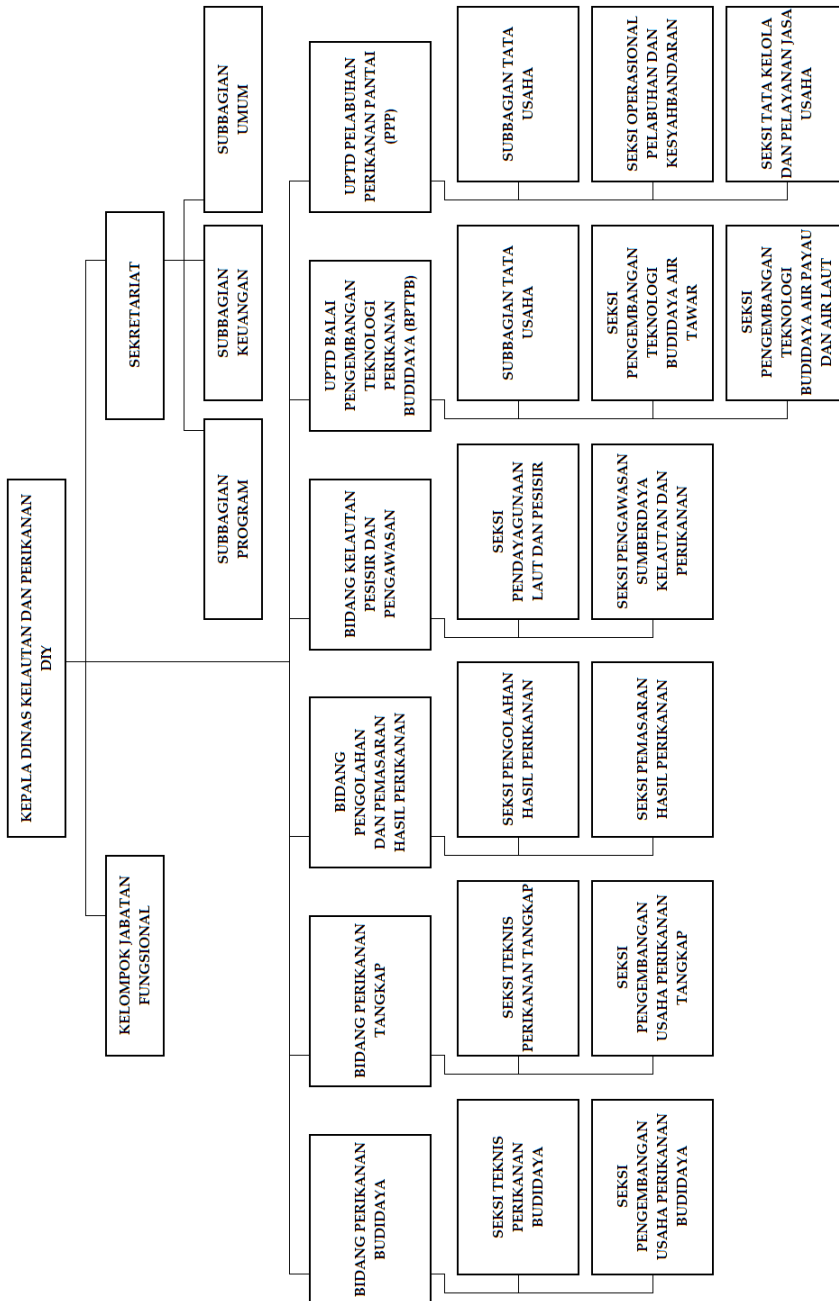 KEPALA DINAS KELAUTAN DAN PERIKANAN
DIY
KELOMPOK JABATAN
FUNGSIONAL
SEKRETARIAT
SUBBAGIAN
PROGRAM
SUBBAGIAN
KEUANGAN
SUBBAGIAN
UMUM
BIDANG PERIKANAN
BUDIDAYA
BIDANG PERIKANAN
TANGKAP
BIDANG
PENGOLAHAN
DAN PEMASARAN
HASIL PERIKANAN
BIDANG KELAUTAN
PESISIR DAN
PENGAWASAN
UPTD BALAI
PENGEMBANGAN
TEKNOLOGI
PERIKANAN
BUDIDAYA (BPTPB)
UPTD PELABUHAN
PERIKANAN PANTAI
(PPP)
SEKSI TEKNIS
PERIKANAN
BUDIDAYA
SEKSI TEKNIS
PERIKANAN TANGKAP
SEKSI PENGOLAHAN
HASIL PERIKANAN
SEKSI
PENDAYAGUNAAN
LAUT DAN PESISIR
SUBBAGIAN TATA
USAHA
SUBBAGIAN TATA
USAHA
SEKSI
PENGEMBANGAN
USAHA PERIKANAN
BUDIDAYA
SEKSI
PENGEMBANGAN
USAHA PERIKANAN
TANGKAP
SEKSI PEMASARAN
HASIL PERIKANAN
SEKSI PENGAWASAN
SUMBERDAYA
KELAUTAN DAN
PERIKANAN
SEKSI
PENGEMBANGAN
TEKNOLOGI
BUDIDAYA AIR
TAWAR
SEKSI OPERASIONAL
PELABUHAN DAN
KESYAHBANDARAN
SEKSI
PENGEMBANGAN
TEKNOLOGI
BUDIDAYA AIR PAYAU
DAN AIR LAUT
SEKSI TATA KELOLA
DAN PELAYANAN JASA
USAHA